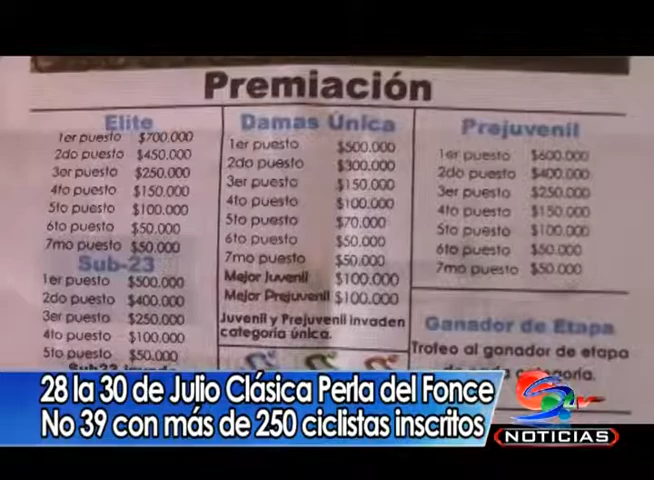 Premiación
Elite
1er puesto $700.000
2do puesto $450.000
3er puesto $250.000
4to puesto $150.000
5to puesto $100.000
6to puesto $50.000
7mo puesto $50.000
Sub-23
1er puesto $500.000
2do puesto $400.000
3er puesto $250.000
4to puesto $100.000
5to puesto $50.000
Damas Única
1er puesto $500.000
2do puesto $300.000
3er puesto $150.000
4to puesto $100.000
5to puesto $70.000
6to puesto $50.000
7mo puesto $50.000
Mejor Juvenil $100.000
Mejor Prejuvenil $100.000
Juvenil y Prejuvenil invaden
categoría única.
Prejuvenil
1er puesto $600.000
2do puesto $400.000
3er puesto $250.000
4to puesto $150.000
5to puesto $100.000
6to puesto $50.000
7mo puesto $50.000
Ganador de Etapa
Trofeo al ganador de etapa
28 la 30 de Julio Clásica Perla del Fonce
No 39 con más de 250 ciclistas inscritos
NOTICIAS